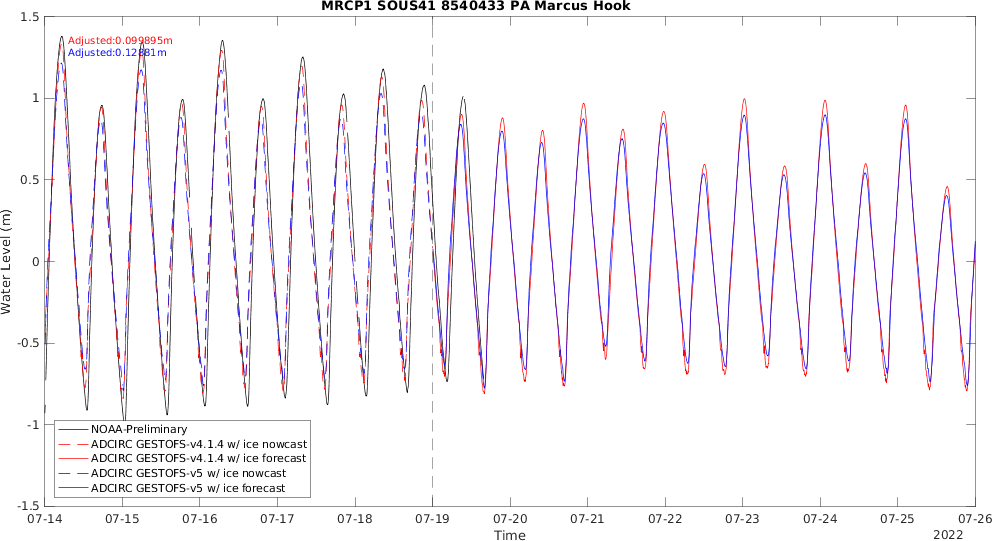 MRCP1 SOUS41 8540433 PA Marcus Hook
Adjusted:0.099895m
Adjusted:0.12881m
Water Level (m)
1.5
1
0.5
0
-0.5
-1
-1.5
NOAA-Preliminary
ADCIRC GESTOFS-v4.1.4 w/ ice nowcast
ADCIRC GESTOFS-v4.1.4 w/ ice forecast
ADCIRC GESTOFS-v5 w/ ice nowcast
ADCIRC GESTOFS-v5 w/ ice forecast
07-14 07-15 07-16 07-17 07-18 07-19 07-20 07-21 07-22 07-23 07-24 07-25 07-26
Time
2022